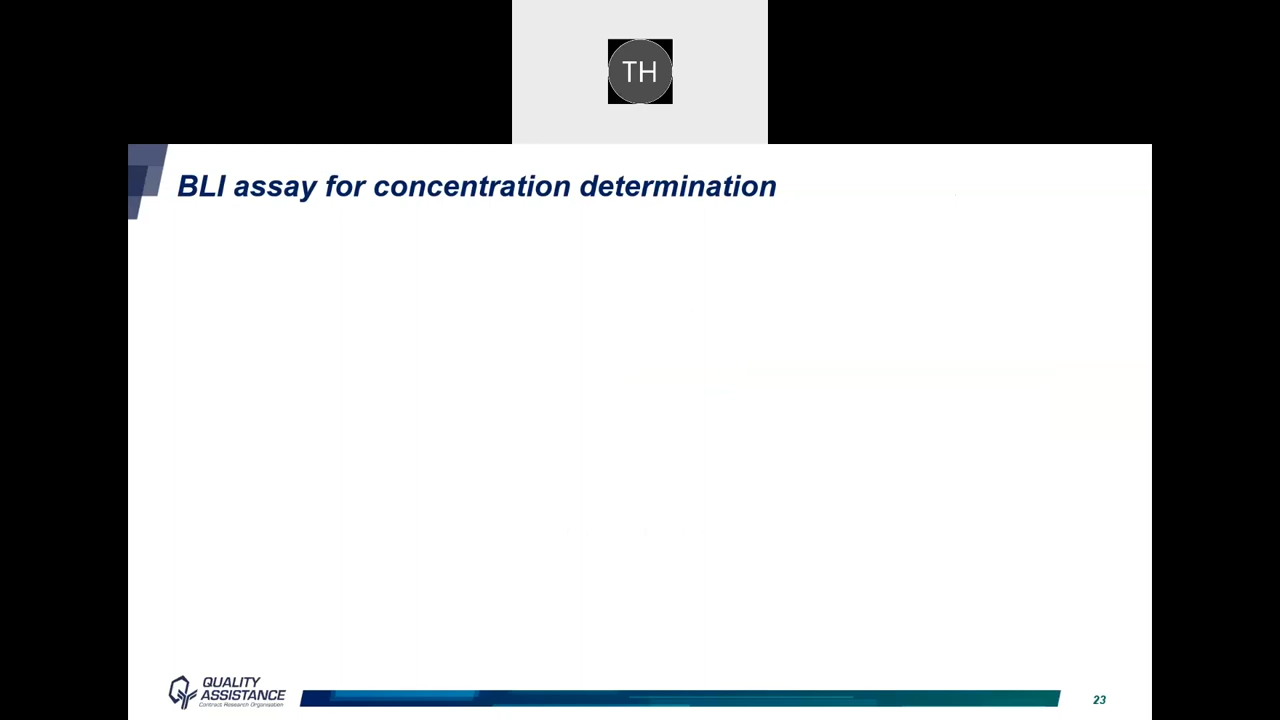 TH
BLI assay for concentration determination
QUALITY
ASSISTANCE
Contract Research Organisation
23